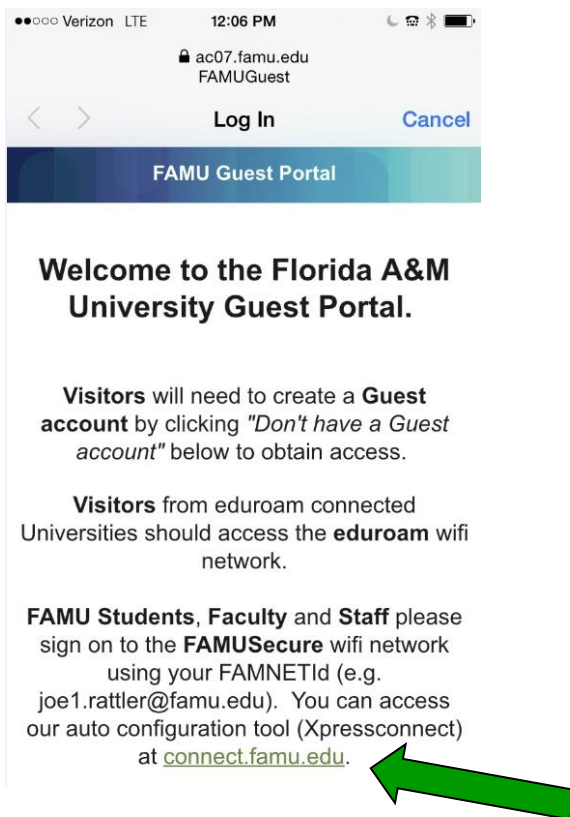 Verizon LTE 12:06 PM
ac07.famu.edu
FAMUGuest
Log In Cancel
FAMU Guest Portal
Welcome to the Florida A&M
University Guest Portal.
Visitors will need to create a Guest
account by clicking "Don't have a Guest
account" below to obtain access.
Visitors from eduroam connected
Universities should access the eduroam wifi
network.
FAMU Students, Faculty and Staff please
sign on to the FAMUSecure wifi network
using your FAMNETId (e.g.
joe1.rattler@famu.edu). You can access
our auto configuration tool (Xpressconnect)
at connect.famu.edu.